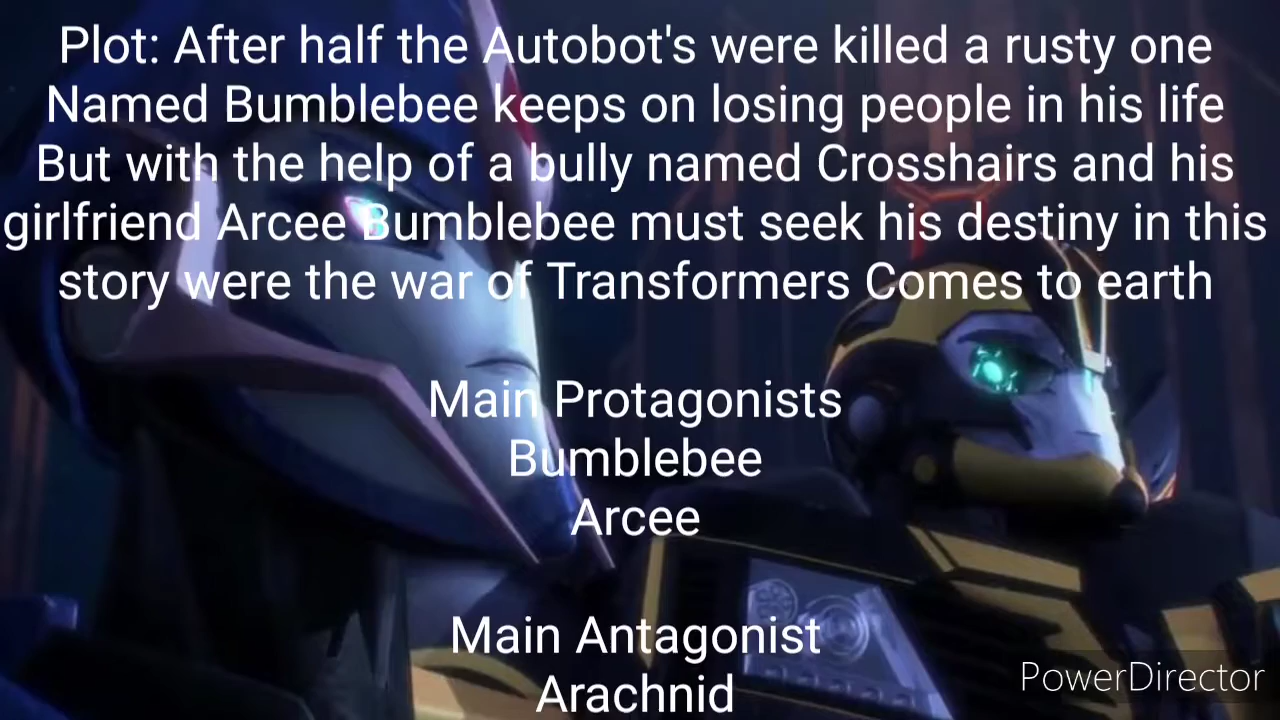 Plot: After half the Autobot's were killed a rusty one
Named Bumblebee keeps on losing people in his life
But with the help of a bully named Crosshairs and his
girlfriend Arcee Bumblebee must seek his destiny in this
story were the war of Transformers Comes to earth
Main Protagonists
Bumblebee
Arcee
Main Antagonist
Arachnid
PowerDirector